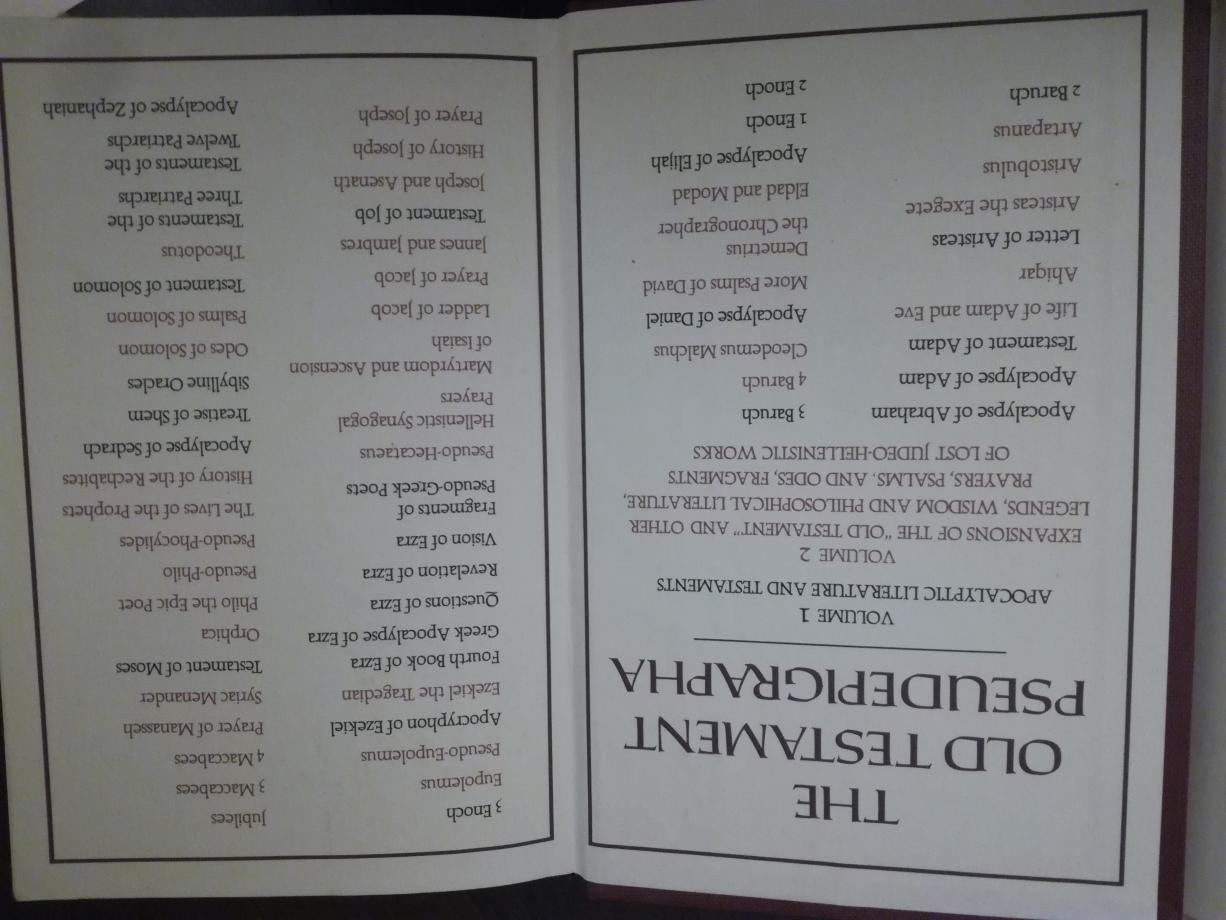 THE
OLD TESTAMENT
PSEUDEPIGRAPHA
VOLUME 1
APOCALYPTIC LITERATURE AND TESTAMENTS
VOLUME 2
EXPANSIONS OF THE "OLD TESTAMENT" AND OTHER
LEGENDS, WISDOM AND PHILOSOPHICAL LITERATURE,
PRAYERS, PSALMS. AND ODES, FRAGMENTS
OF LOST JUDEO-HELLENISTIC WORKS
Apocalypse of Abraham
Apocalypse of Adam
Testament of Adam
Life of Adam and Eve
Ahiqar
Letter of Aristeas
Aristeas the Exegete
Aristobulus
Artapanus
2 Baruch
3 Baruch
4 Baruch
Cleodemus Malchus
Apocalypse of Daniel
More Psalms of David
Demetrius
the Chronographer
Eldad and Modad
Apocalypse of Elijah
1 Enoch
2 Enoch
3 Enoch
Eupolemus
Pseudo-Eupolemus
Apocryphon of Ezekiel
Ezekiel the Tragedian
Fourth Book of Ezra
Greek Apocalypse of Ezra
Questions of Ezra
Revelation of Ezra
Vision of Ezra
Fragments of
Pseudo-Greek Poets
Pseudo-Hecataeus
Hellenistic Synagogal
Prayers
Martyrdom and Ascension
of Isaiah
Ladder of Jacob
Prayer of Jacob
Jannes and Jambres
Testament of Job
Joseph and Asenath
History of Joseph
Prayer of Joseph
Jubilees
3 Maccabees
4 Maccabees
Prayer of Manasseh
Syriac Menander
Testament of Moses
Orphica
Philo the Epic Poet
Pseudo-Philo
Pseudo-Phocylides
The Lives of the Prophets
History of the Rechabites
Apocalypse of Sedrach
Treatise of Shem
Sibylline Oracles
Odes of Solomon
Psalms of Solomon
Testament of Solomon
Theodotus
Testaments of the
Three Patriarchs
Testaments of the
Twelve Patriarchs
Apocalypse of Zephaniah